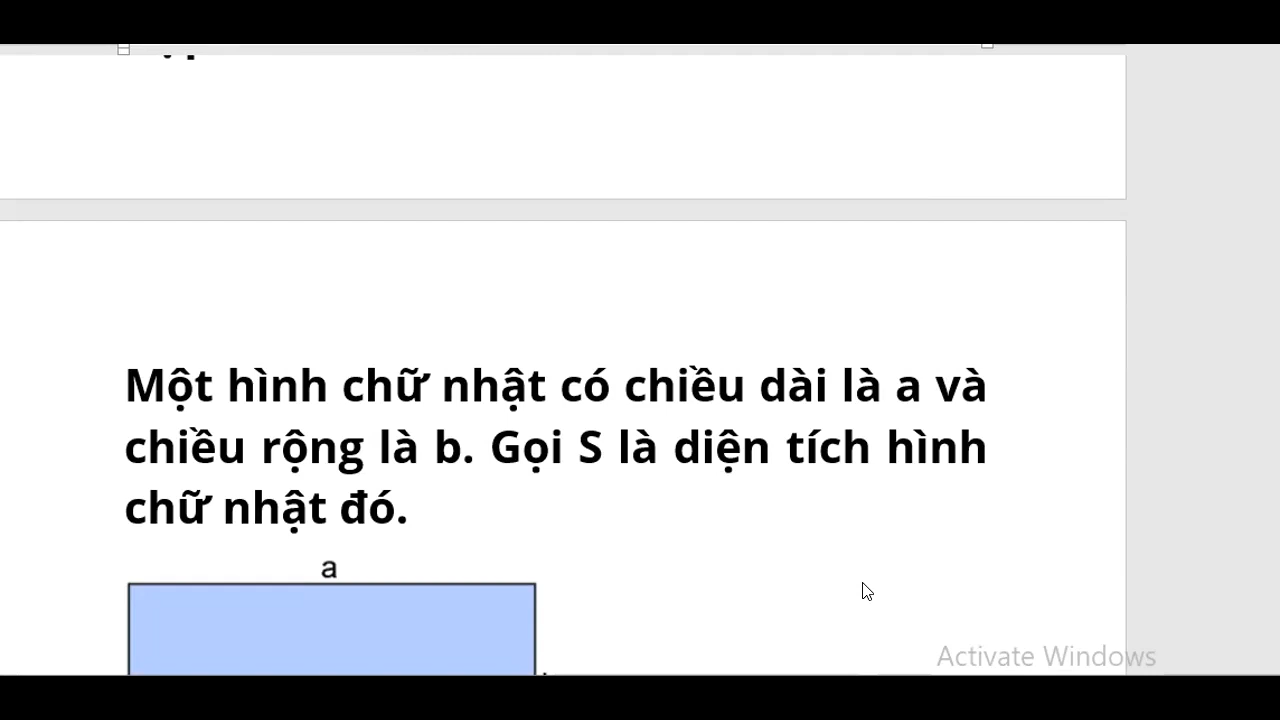 Một hình chữ nhật có chiều dài là a và
chiều rộng là b. Gọi S là diện tích hình
chữ nhật đó.
a
Activate Windows